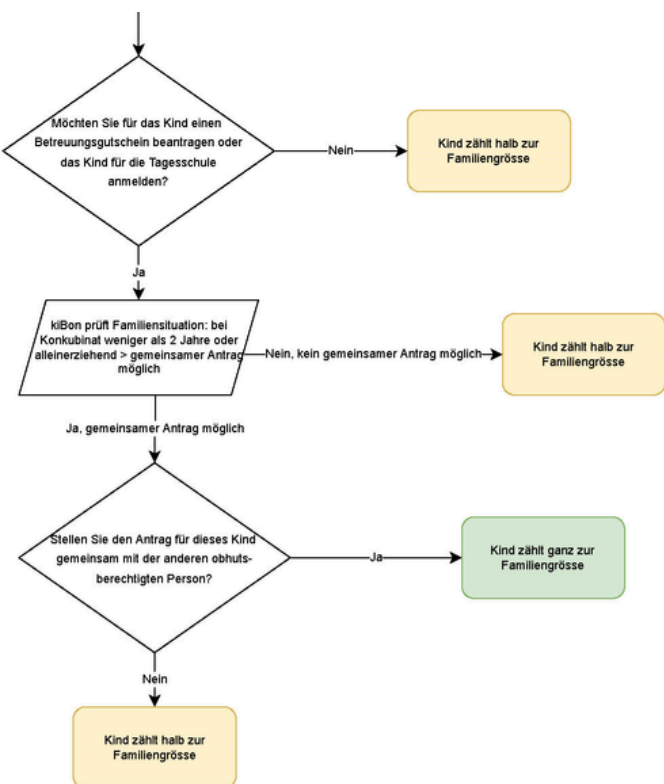 Möchten Sie für das Kind einen
Betreuungsgutschein beantragen oder
das Kind für die Tagesschule
anmelden?
Nein
Kind zählt halb zur
Familiengrösse
Ja
kiBon prüft Familiensituation: bei
Konkubinat weniger als 2 Jahre oder
alleinerziehend > gemeinsamer Antrag
möglich
Nein, kein gemeinsamer Antrag möglich
Kind zählt halb zur
Familiengrösse
Ja, gemeinsamer Antrag möglich
Stellen Sie den Antrag für dieses Kind
gemeinsam mit der anderen obhuts-
berechtigten Person?
Ja
Kind zählt ganz zur
Familiengrösse
Nein
Kind zählt halb zur
Familiengrösse